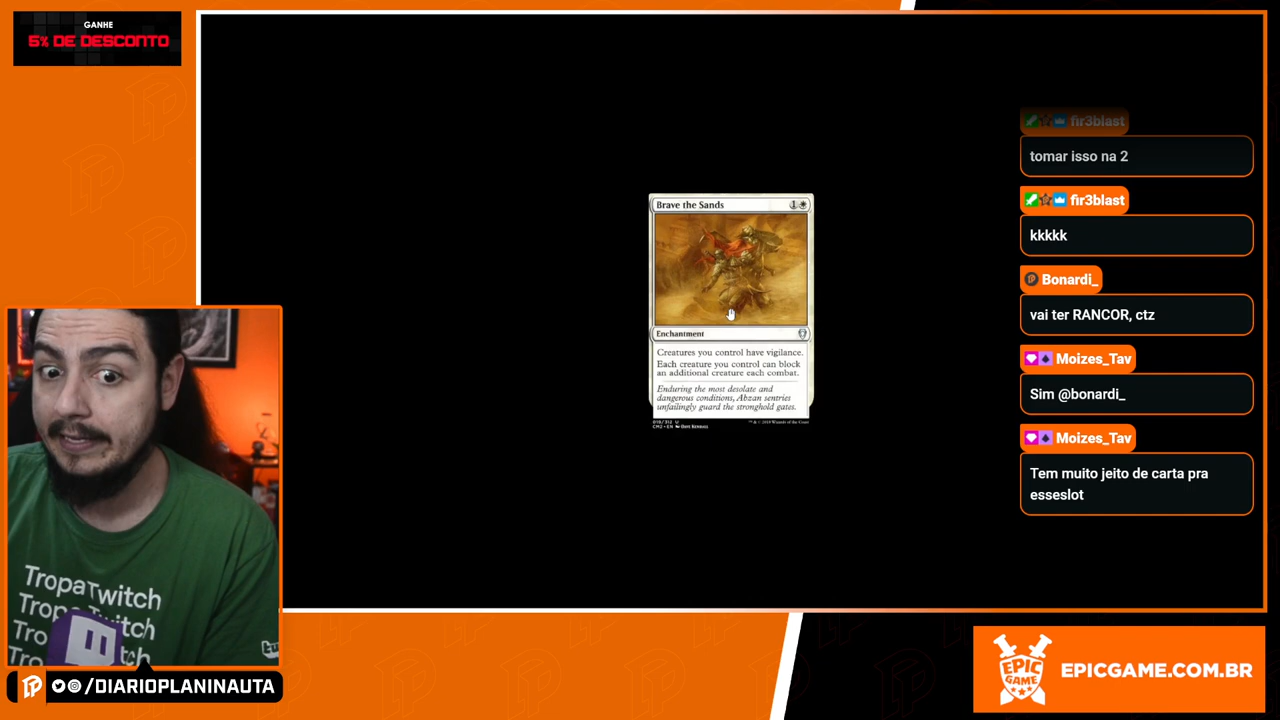 GANHE
5% DE DESCONTO
Brave the Sands
1
Enchantment
Creatures you control have vigilance.
Each creature you control can block
an additional creature each combat.
Enduring the most desolate and
dangerous conditions, Abzan sentries
unfailingly guard the stronghold gates.
fir3blast
tomar isso na 2
fir3blast
kkkkk
Bonardi_
vai ter RANCOR, ctz
Moizes_Tav
Sim @bonardi_
Moizes_Tav
Tem muito jeito de carta pra
esseslot
TropaTwitch
/DIARIOPLANINAUTA
EPIC
GAME
EPICGAME.COM.BR